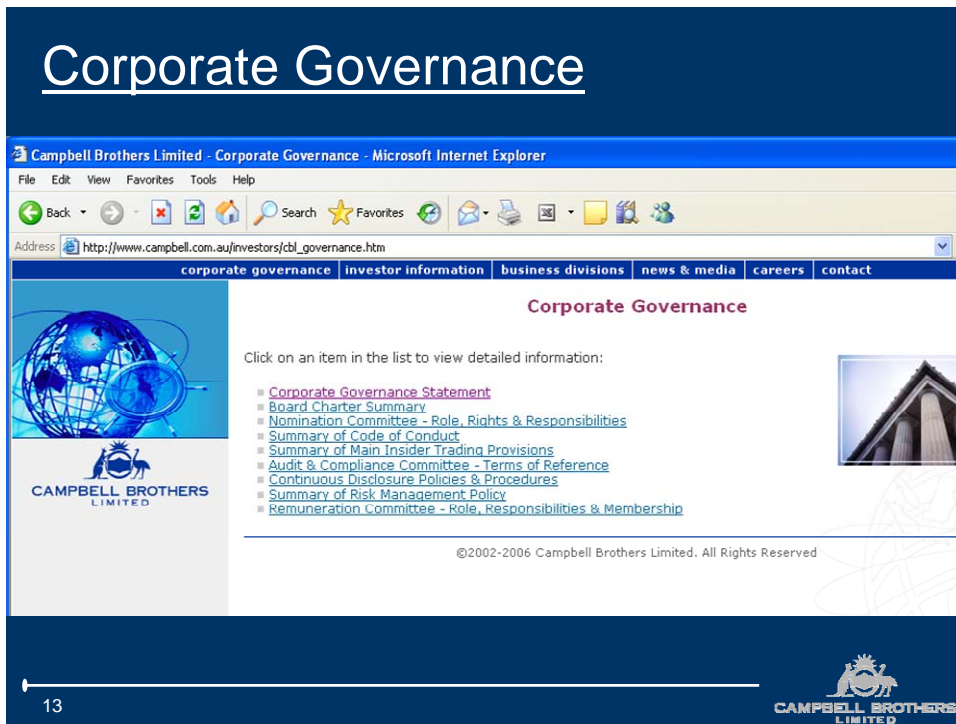 Corporate Governance
Campbell Brothers Limited - Corporate Governance - Microsoft Internet Explorer
File Edit View Favorites Tools Help
Back Search Favorites
Address http://www.campbell.com.au/investors/cbl_governance.htm
corporate governance investor information business divisions news & media careers contact
Corporate Governance
Click on an item in the list to view detailed information:
Corporate Governance Statement
Board Charter Summary
Nomination Committee - Role, Rights & Responsibilities
Summary of Code of Conduct
Summary of Main Insider Trading Provisions
Audit & Compliance Committee - Terms of Reference
Continuous Disclosure Policies & Procedures
Summary of Risk Management Policy
Remuneration Committee - Role, Responsibilities & Membership
CAMPBELL BROTHERS
LIMITED
©2002-2006 Campbell Brothers Limited. All Rights Reserved
13
CAMPBELL BROTHERS
LIMITED